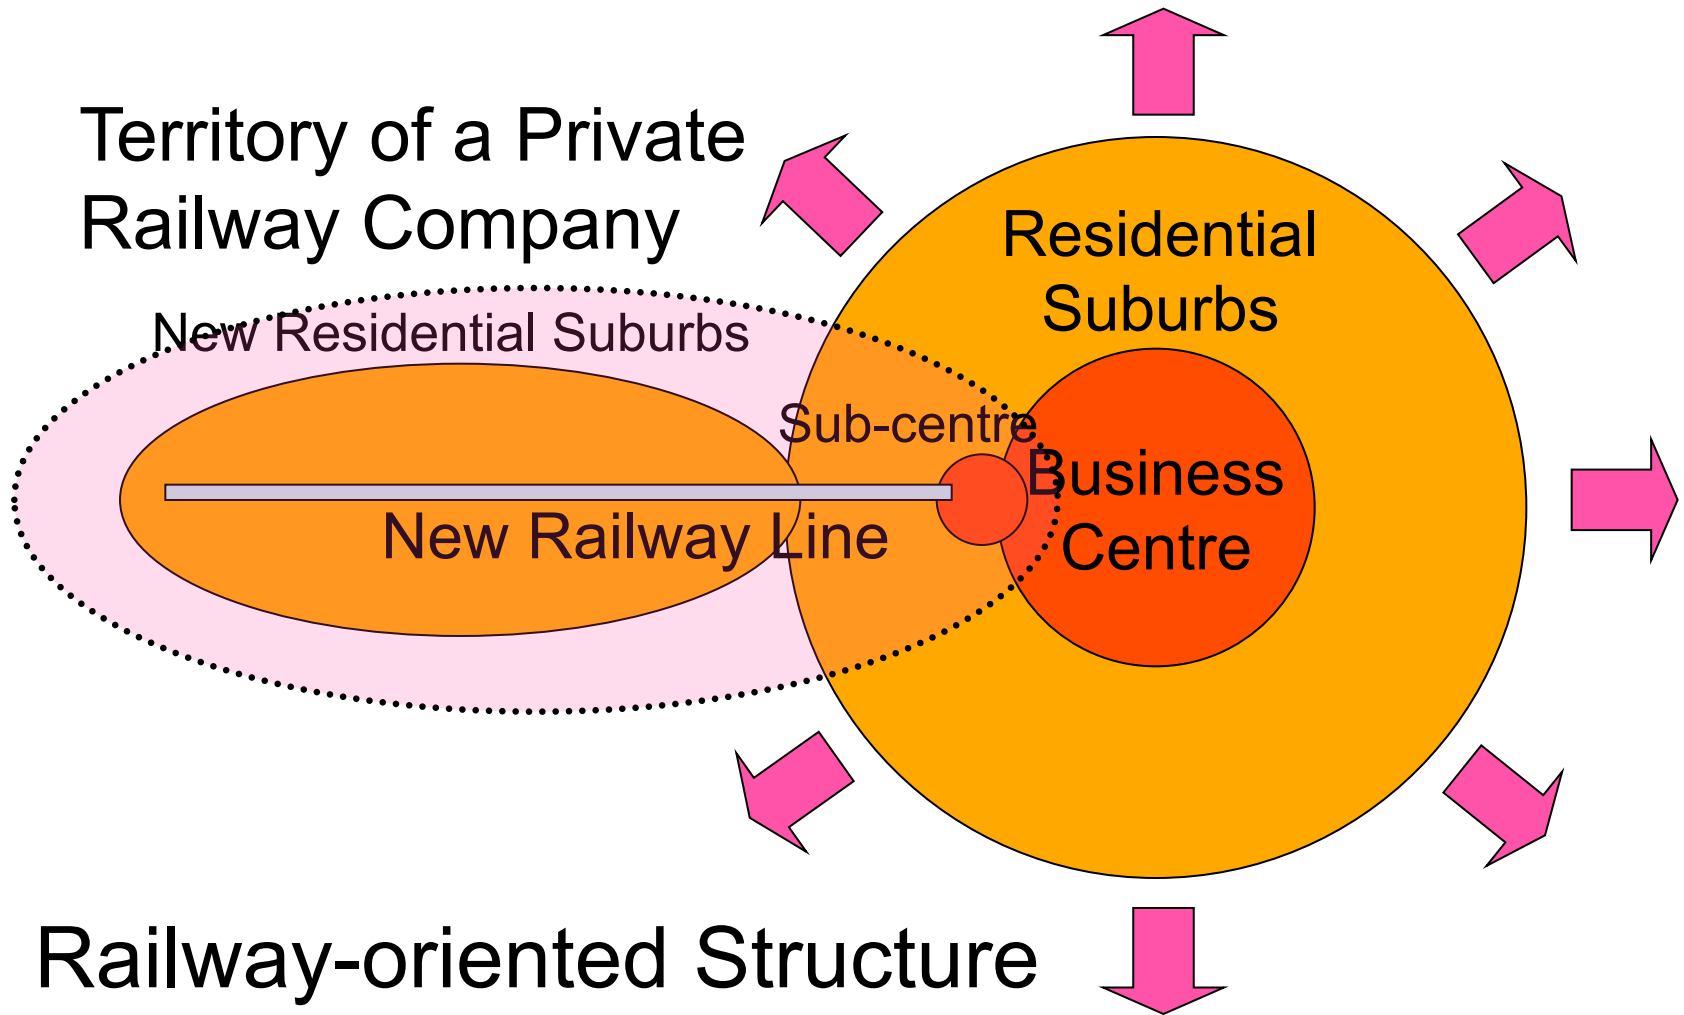 Territory of a Private
Railway Company
Residential
Suburbs
New Residential Suburbs
Sub-centre
Business
Centre
New Railway Line
Railway-oriented Structure